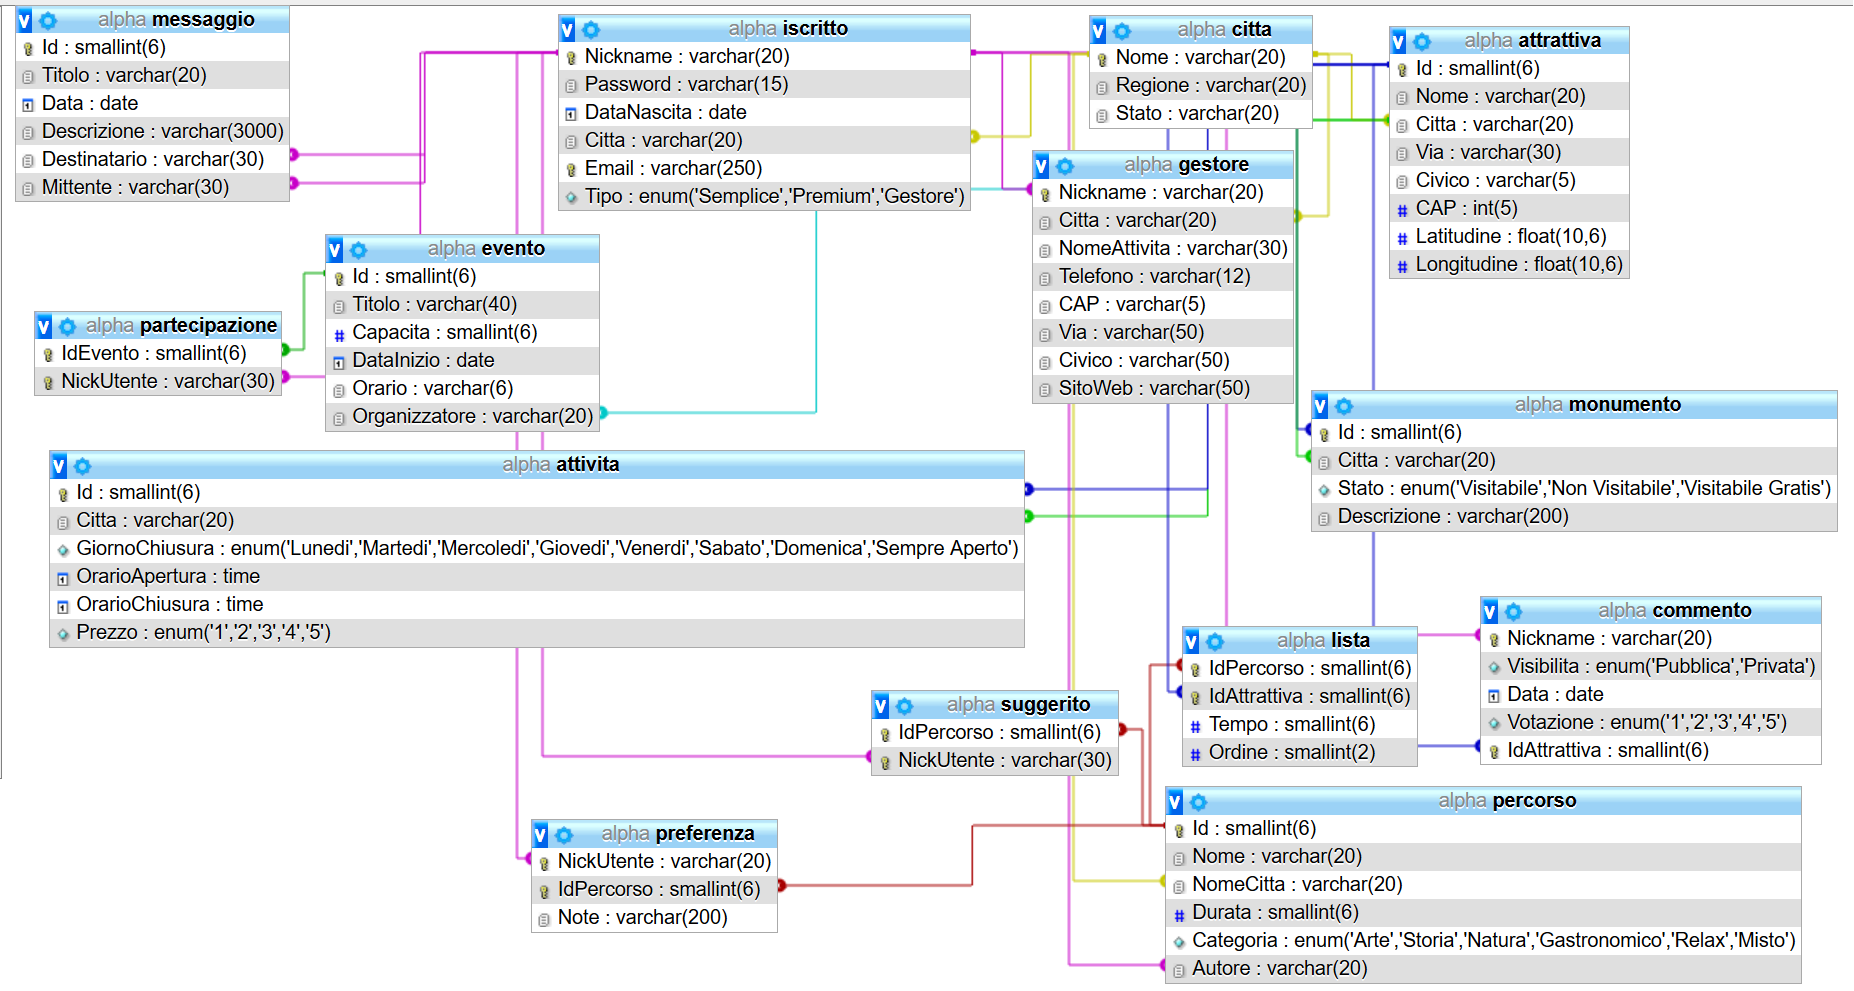 alpha messaggio
Id : smallint(6)
Titolo : varchar(20)
Data : date
Descrizione : varchar(3000)
Destinatario : varchar(30)
Mittente : varchar(30)
alpha iscritto
Nickname : varchar(20)
Password : varchar(15)
DataNascita : date
Citta : varchar(20)
Email : varchar(250)
Tipo : enum('Semplice','Premium','Gestore')
alpha citta
Nome : varchar(20)
Regione : varchar(20)
Stato : varchar(20)
alpha attrattiva
Id : smallint(6)
Nome : varchar(20)
Citta : varchar(20)
Via : varchar(30)
Civico : varchar(5)
CAP : int(5)
Latitudine : float(10,6)
Longitudine : float(10,6)
alpha gestore
Nickname : varchar(20)
Citta : varchar(20)
NomeAttivita : varchar(30)
Telefono : varchar(12)
CAP : varchar(5)
Via : varchar(50)
Civico : varchar(50)
SitoWeb : varchar(50)
alpha evento
Id : smallint(6)
Titolo : varchar(40)
Capacita : smallint(6)
DataInizio : date
Orario : varchar(6)
Organizzatore : varchar(20)
alpha partecipazione
IdEvento : smallint(6)
NickUtente : varchar(30)
alpha monumento
Id : smallint(6)
Citta : varchar(20)
Stato : enum('Visitabile','Non Visitabile','Visitabile Gratis')
Descrizione : varchar(200)
alpha attivita
Id : smallint(6)
Citta : varchar(20)
GiornoChiusura : enum('Lunedi','Martedi','Mercoledi','Giovedi','Venerdi','Sabato','Domenica','Sempre Aperto')
OrarioApertura : time
OrarioChiusura : time
Prezzo : enum('1','2','3','4','5')
alpha commento
Nickname : varchar(20)
Visibilita : enum('Pubblica','Privata')
Data : date
Votazione : enum('1','2','3','4','5')
IdAttrattiva : smallint(6)
alpha lista
IdPercorso : smallint(6)
IdAttrattiva : smallint(6)
Tempo : smallint(6)
Ordine : smallint(2)
alpha suggerito
IdPercorso : smallint(6)
NickUtente : varchar(30)
alpha preferenza
NickUtente : varchar(20)
IdPercorso : smallint(6)
Note : varchar(200)
alpha percorso
Id : smallint(6)
Nome : varchar(20)
NomeCitta : varchar(20)
Durata : smallint(6)
Categoria : enum('Arte','Storia','Natura','Gastronomico','Relax','Misto')
Autore : varchar(20)